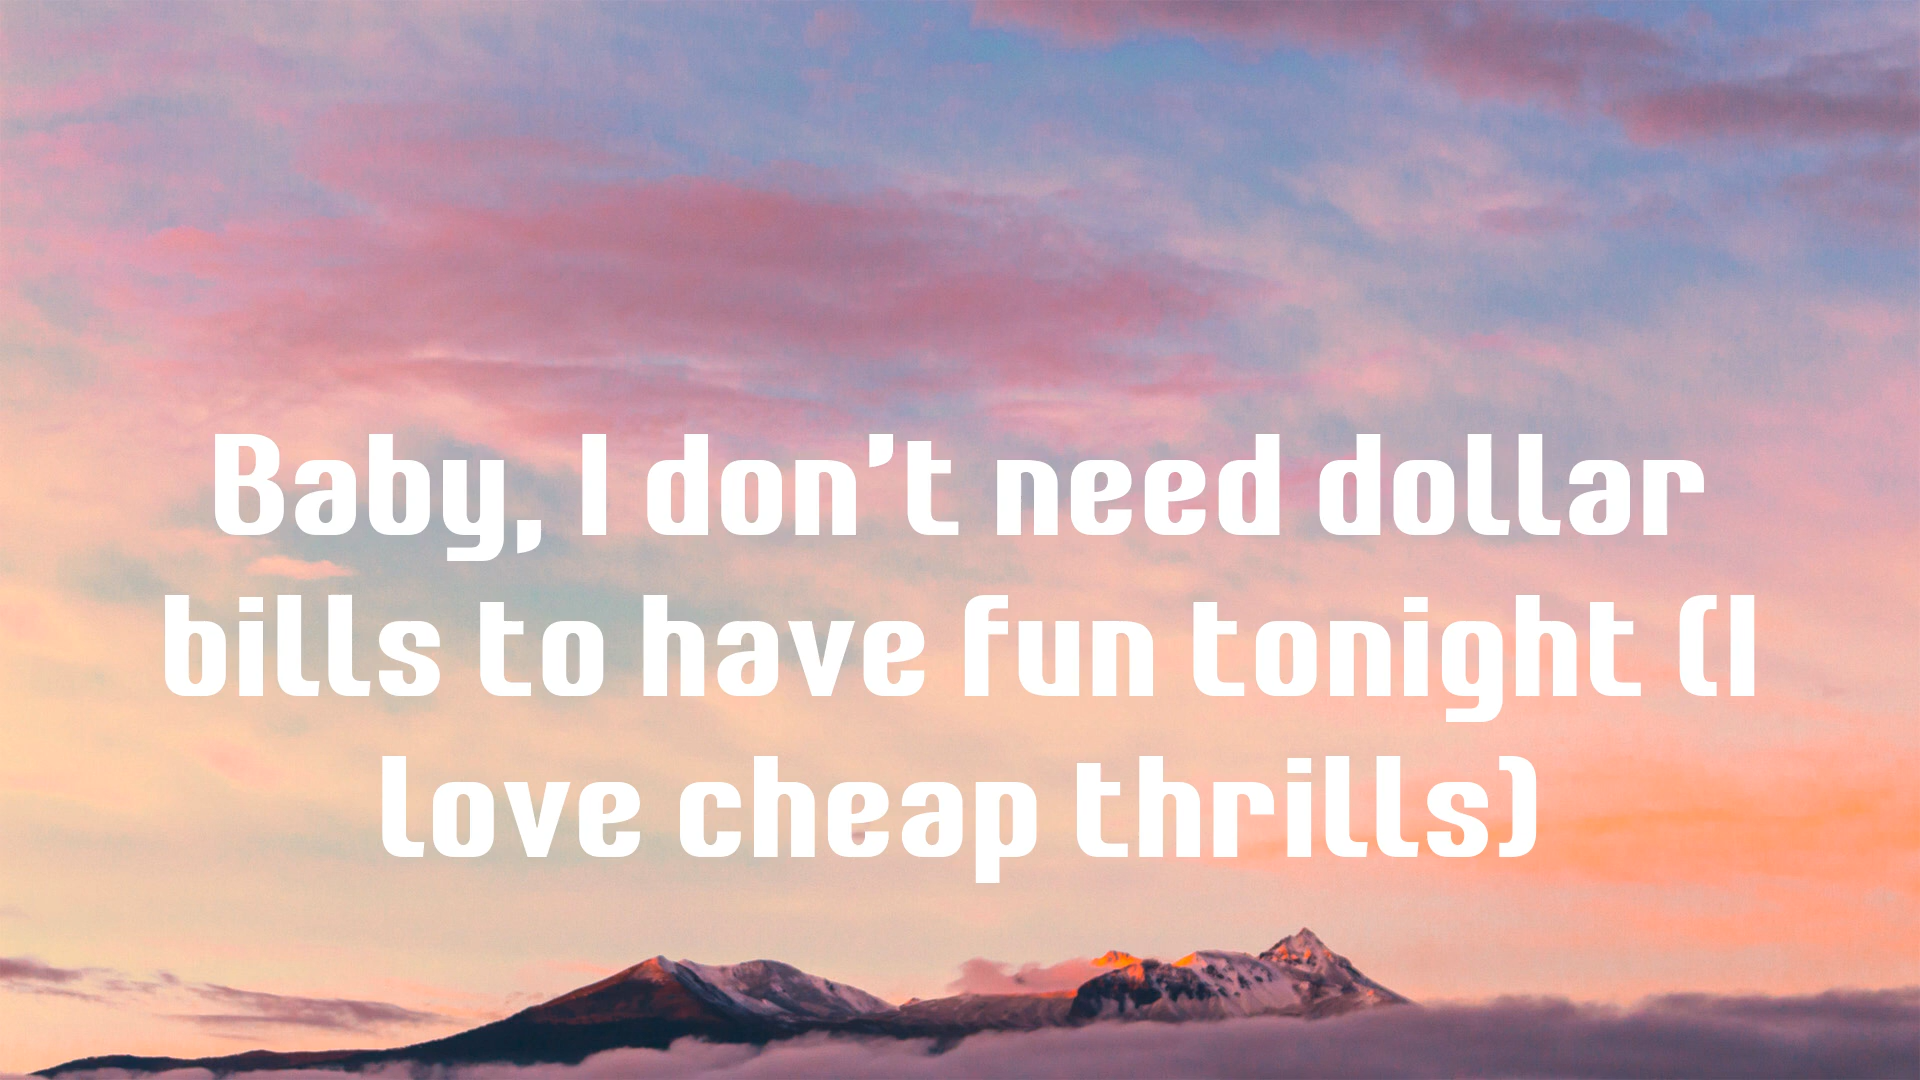 Baby, I don't need dollar
bills to have fun tonight (I
love cheap thrills)